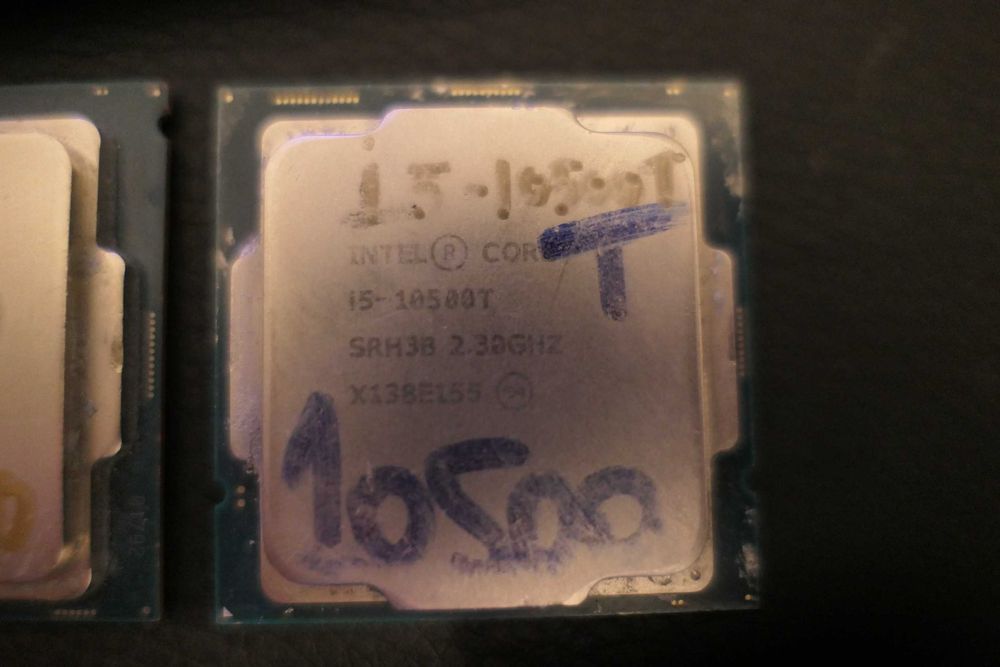 i5-10500T
INTEL® CORE
T
i5-10500T
SRH3B 2.30GHZ
X138E155
10500